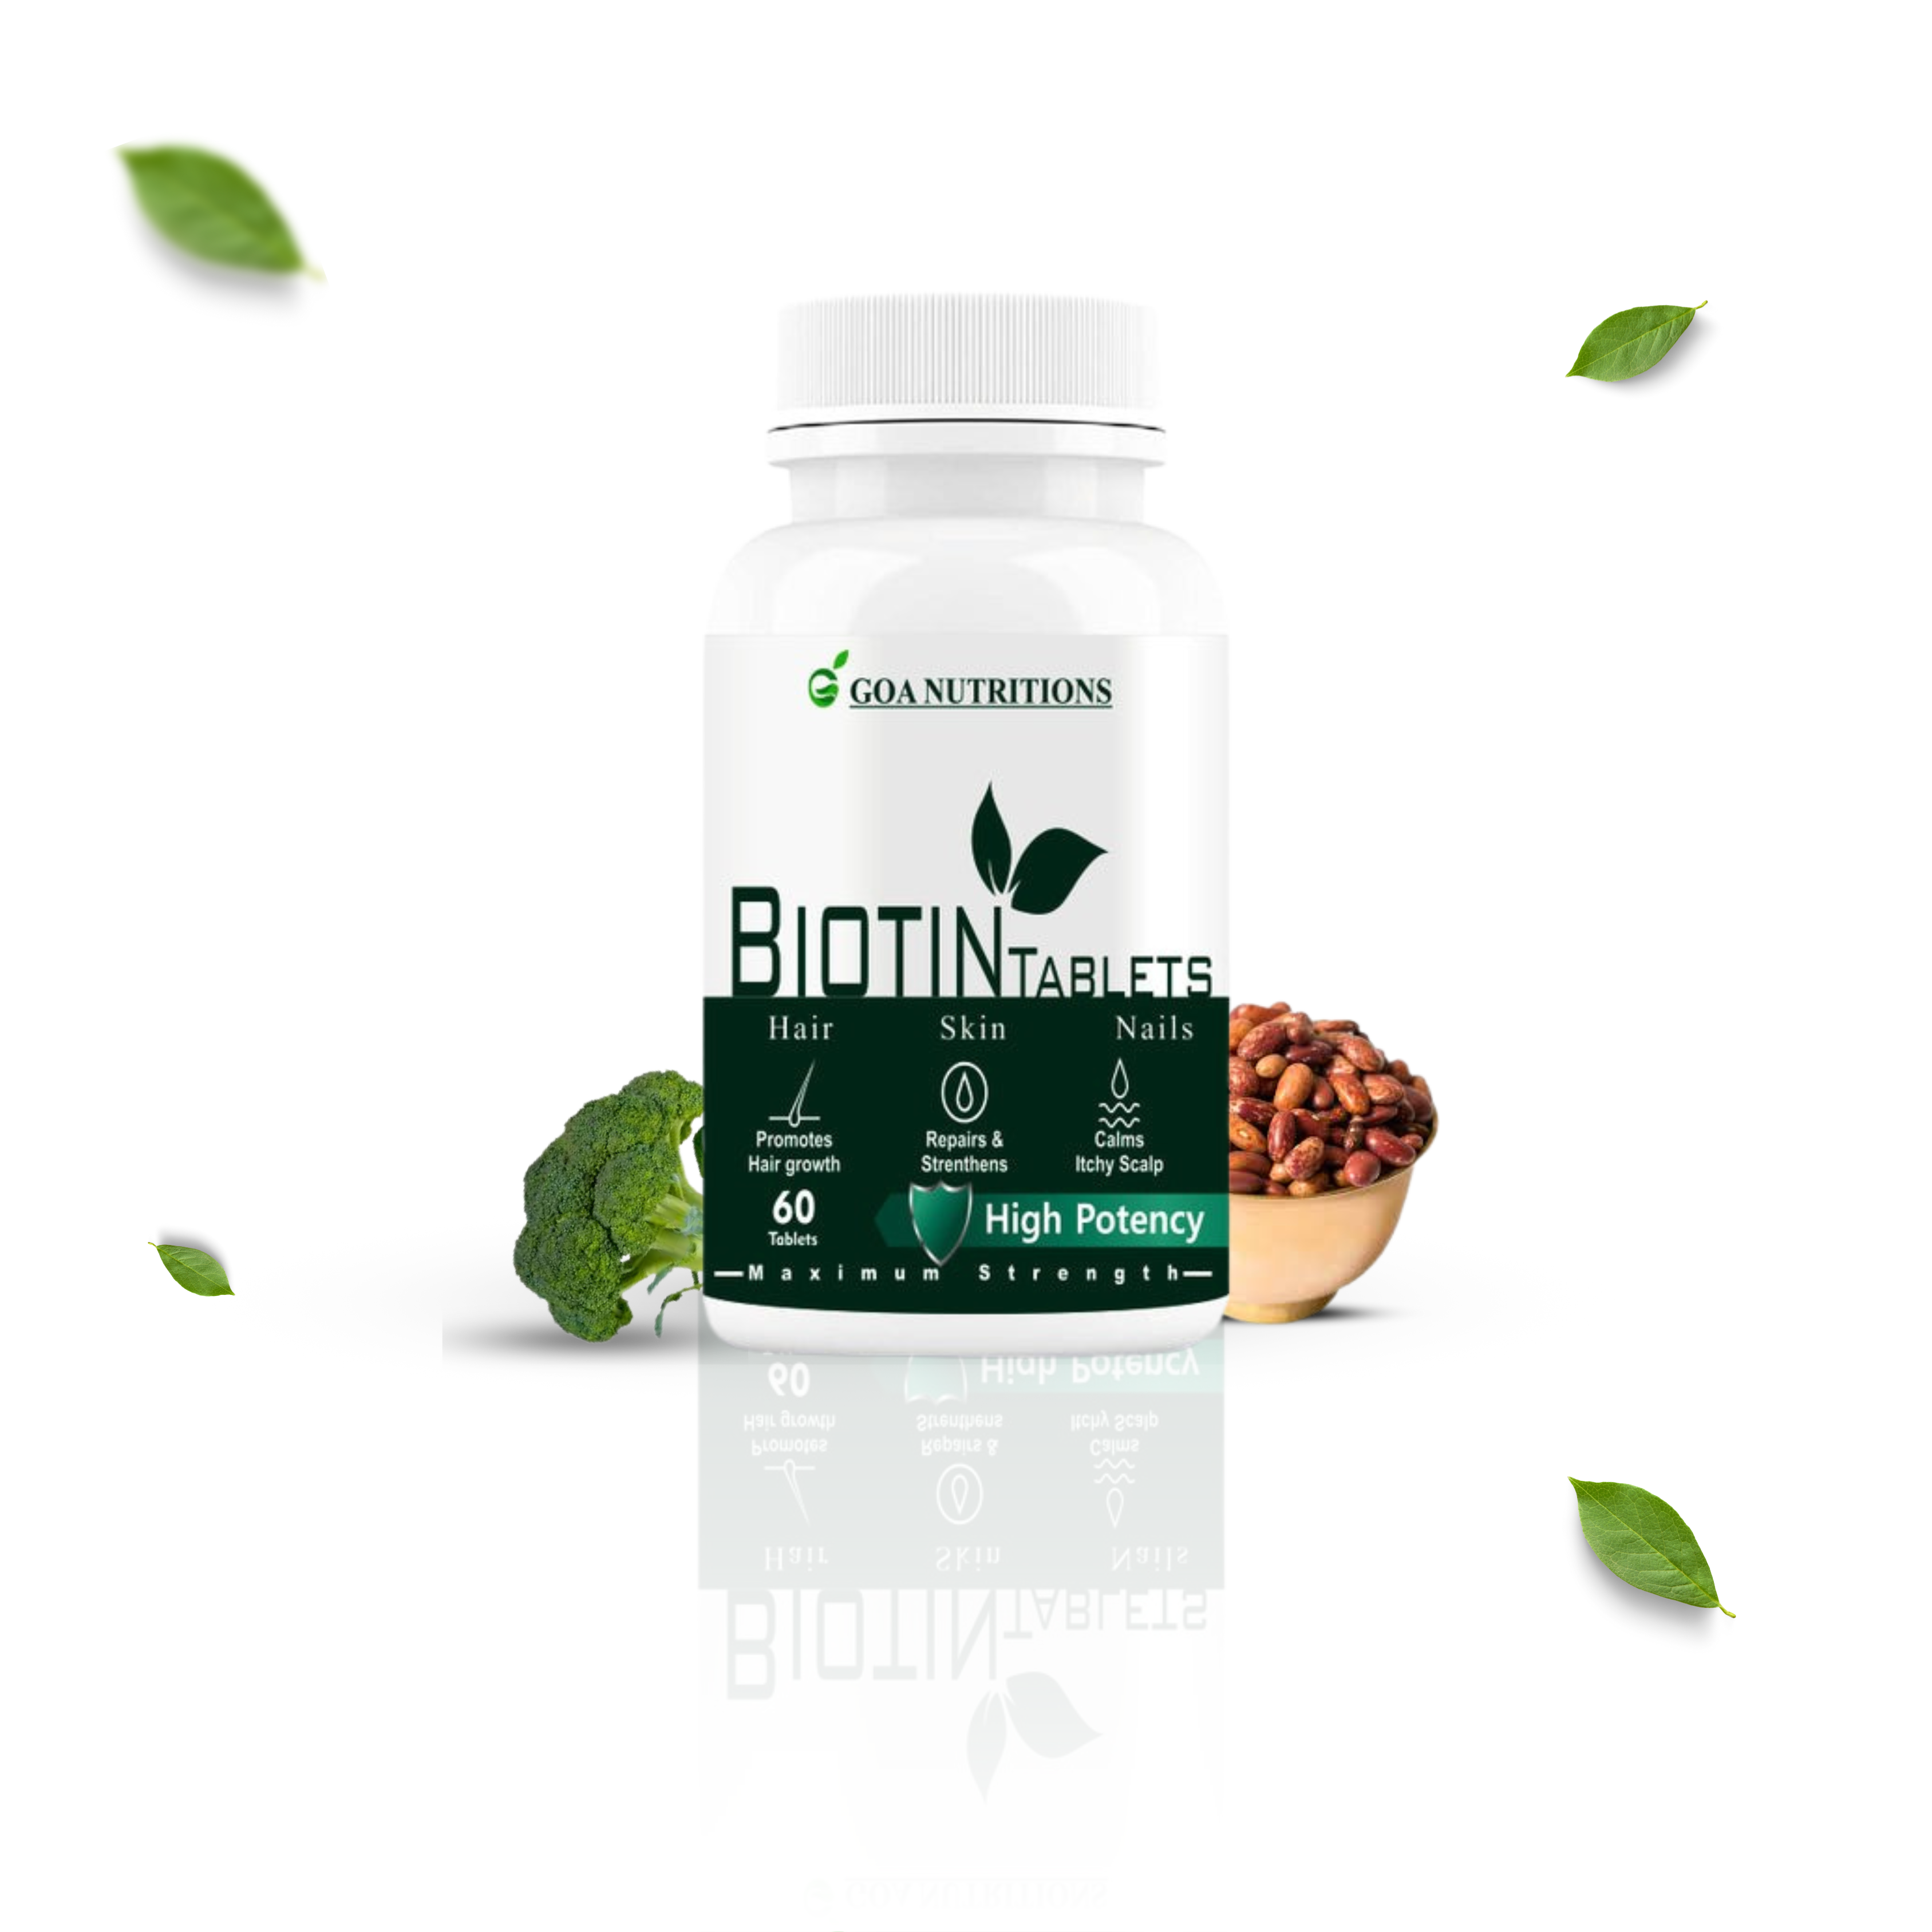 GOA NUTRITIONS
BIOTIN TABLETS
Hair Skin Nails
Promotes
Hair growth
Repairs &
Strenthens
Calms
Itchy Scalp
60
Tablets
High Potency
Maximum Strength